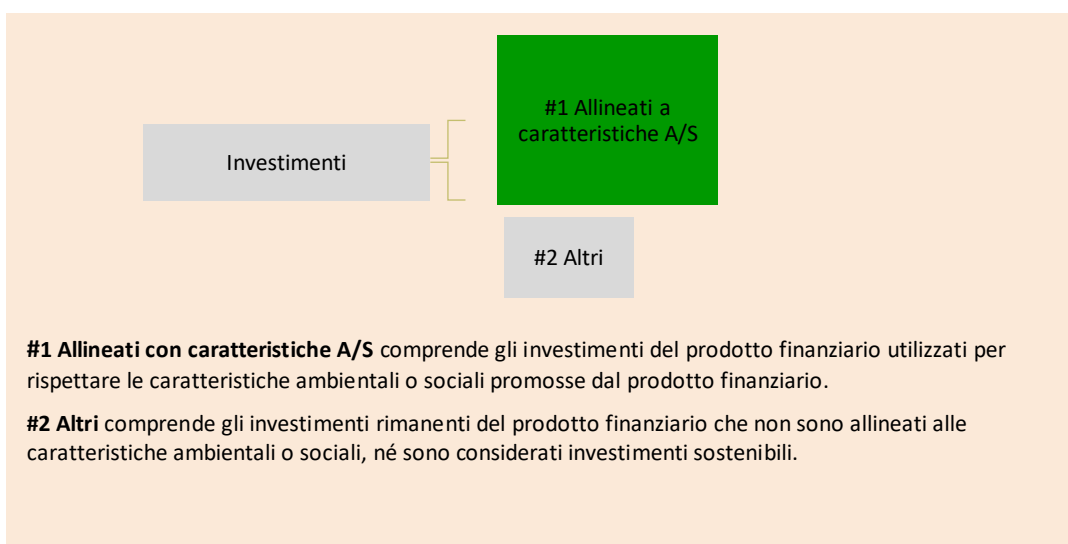 #1 Allineati a
caratteristiche A/S
Investimenti
#2 Altri
#1 Allineati con caratteristiche A/S comprende gli investimenti del prodotto finanziario utilizzati per
rispettare le caratteristiche ambientali o sociali promosse dal prodotto finanziario.
#2 Altri comprende gli investimenti rimanenti del prodotto finanziario che non sono allineati alle
caratteristiche ambientali o sociali, né sono considerati investimenti sostenibili.